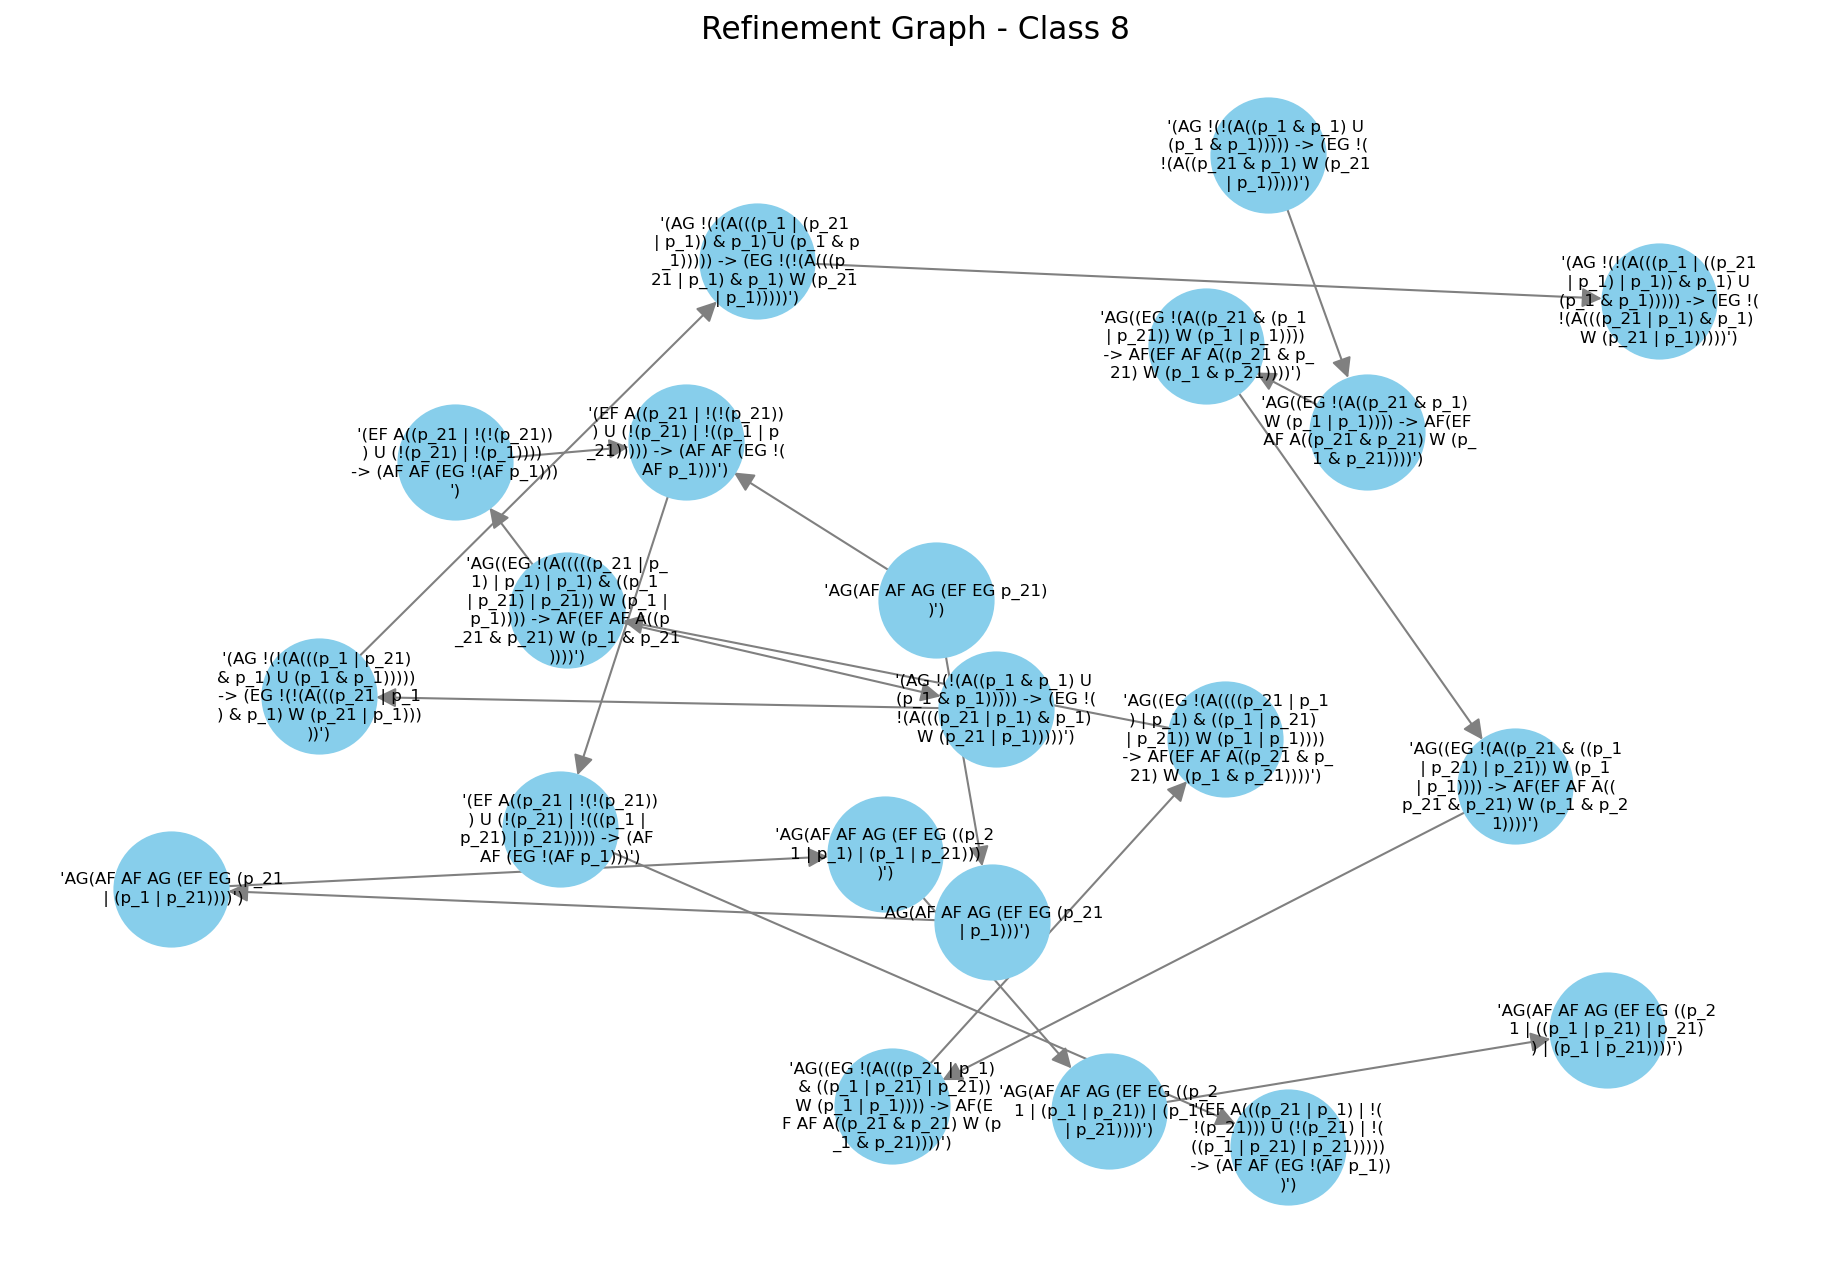 Refinement Graph - Class 8
'(AG !(!(A((p_1 & p_1) U
(p_1 & p_1))))) -> (EG !(
!(A((p_21 & p_1) W (p_21
| p_1)))))')
'(AG !(!(A(((p_1 | (p_21
| p_1)) & p_1) U (p_1 & p
_1))))) -> (EG !(!(A(((p_
21 | p_1) & p_1) W (p_21
| p_1)))))')
'(AG !(!(A(((p_1 | ((p_21
| p_1) | p_1)) & p_1) U
(p_1 & p_1))))) -> (EG !(
!(A(((p_21 | p_1) & p_1)
W (p_21 | p_1)))))')
'AG((EG !(A((p_21 & (p_1
| p_21)) W (p_1 | p_1))))
-> AF(EF AF A((p_21 & p_
21) W (p_1 & p_21))))')
'AG((EG !(A((p_21 & p_1)
W (p_1 | p_1)))) -> AF(EF
AF A((p_21 & p_21) W (p_
1 & p_21))))')
'(EF A((p_21 | !(!(p_21))
) U (!(p_21) | !((p_1 | p
_21))))) -> (AF AF (EG !(
AF p_1)))')
'(EF A((p_21 | !(!(p_21))
) U (!(p_21) | !(p_1))))
-> (AF AF (EG !(AF p_1)))
')
'AG((EG !(A(((((p_21 | p_
1) | p_1) | p_1) & ((p_1
| p_21) | p_21)) W (p_1 |
p_1)))) -> AF(EF AF A((p
_21 & p_21) W (p_1 & p_21
))))')
'AG(AF AF AG (EF EG p_21)
)')
'(AG !(!(A(((p_1 | p_21)
& p_1) U (p_1 & p_1)))))
-> (EG !(!(A(((p_21 | p_1
) & p_1) W (p_21 | p_1)))
))')
'(AG !(!(A((p_1 & p_1) U
(p_1 & p_1))))) -> (EG !(
!(A(((p_21 | p_1) & p_1)
W (p_21 | p_1)))))')
'AG((EG !(A((((p_21 | p_1
) | p_1) & ((p_1 | p_21)
| p_21)) W (p_1 | p_1))))
-> AF(EF AF A((p_21 & p_
21) W (p_1 & p_21))))')
'AG((EG !(A((p_21 & ((p_1
| p_21) | p_21)) W (p_1
| p_1)))) -> AF(EF AF A((
p_21 & p_21) W (p_1 & p_2
1))))')
'(EF A((p_21 | !(!(p_21))
) U (!(p_21) | !(((p_1 |
p_21) | p_21))))) -> (AF
AF (EG !(AF p_1)))')
'AG(AF AF AG (EF EG ((p_2
1 | p_1) | (p_1 | p_21)))
)')
'AG(AF AF AG (EF EG (p_21
| (p_1 | p_21))))')
'AG(AF AF AG (EF EG (p_21
| p_1)))')
'AG(AF AF AG (EF EG ((p_2
1 | ((p_1 | p_21) | p_21)
) | (p_1 | p_21))))')
'AG((EG !(A(((p_21 | p_1)
& ((p_1 | p_21) | p_21))
W (p_1 | p_1)))) -> AF(E
F AF A((p_21 & p_21) W (p
_1 & p_21))))')
'AG(AF AF AG (EF EG ((p_2
1 | (p_1 | p_21)) | (p_1
| p_21))))')
'(EF A(((p_21 | p_1) | !(
!(p_21))) U (!(p_21) | !(
((p_1 | p_21) | p_21)))))
-> (AF AF (EG !(AF p_1))
)')